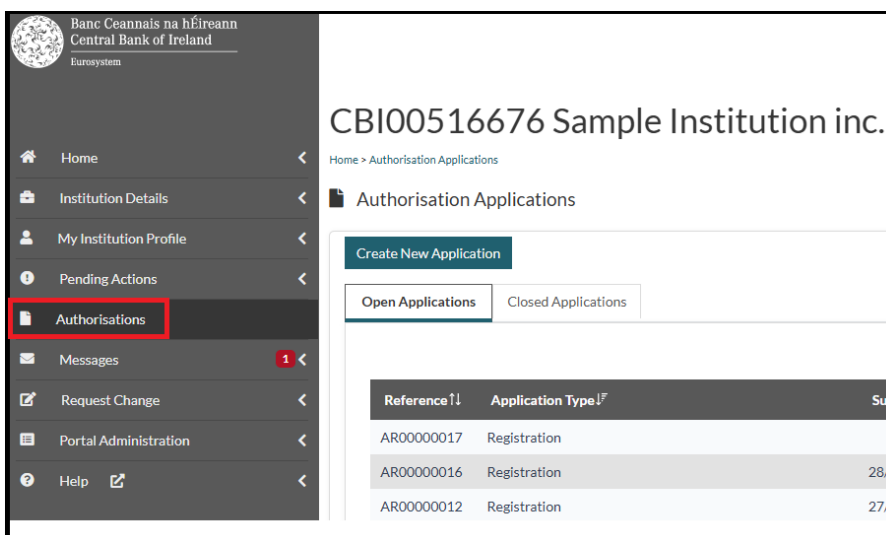 Banc Ceannais na hÉireann
Central Bank of Ireland
Eurosystem
CBI00516676 Sample Institution inc.
Home > Authorisation Applications
Authorisation Applications
Home
Institution Details
My Institution Profile
Pending Actions
Authorisations
Messages 1
Request Change
Portal Administration
Help
Create New Application
Open Applications Closed Applications
Reference Application Type Su
AR00000017 Registration
AR00000016 Registration 28/
AR00000012 Registration 27/